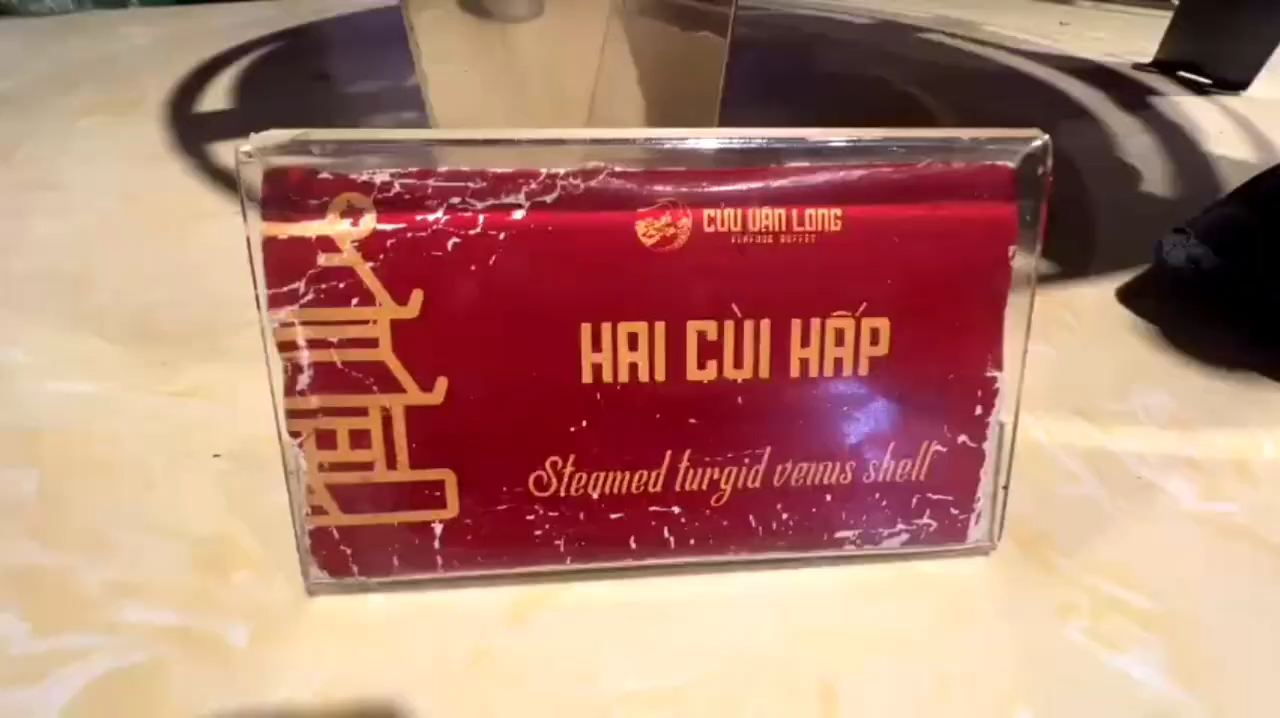 CỬU VÂN LONG
SEAFOOD BUFFET
HAI CÙI HẤP
Steamed turgid venus shell